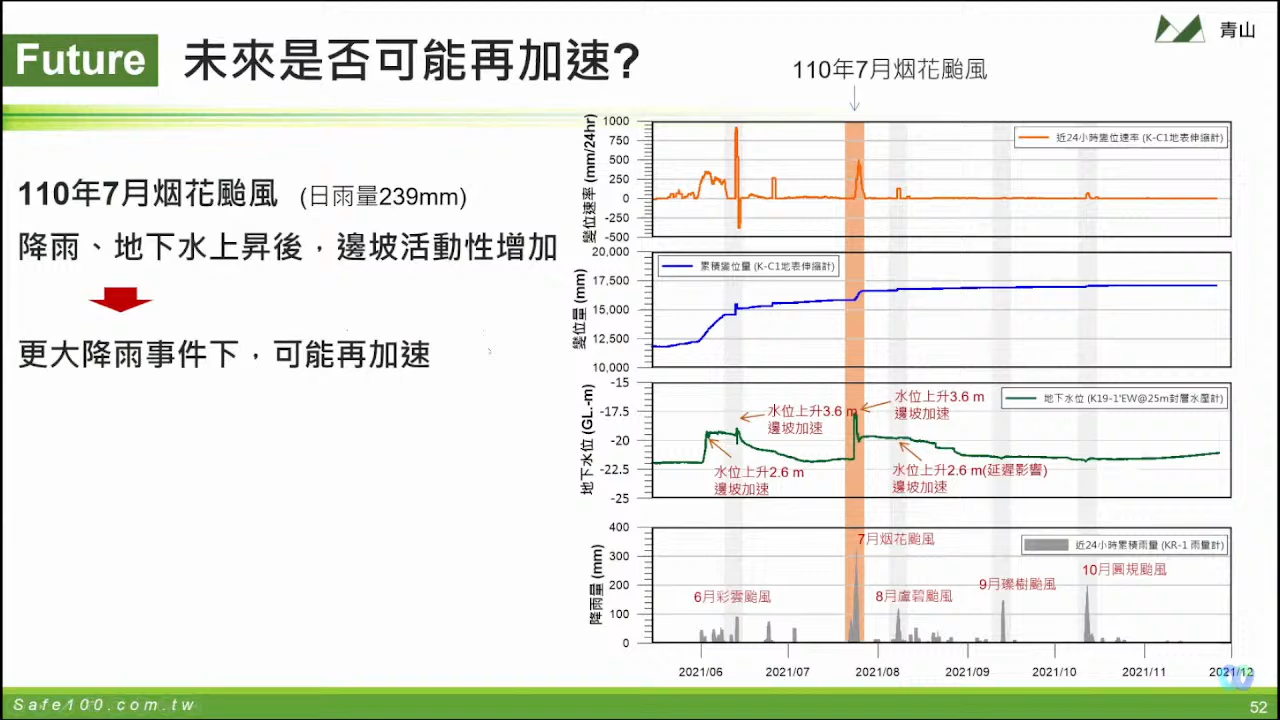 Future
未來是否可能再加速?
青山
110年7月烟花颱風
110年7月烟花颱風 (日雨量239mm)
降雨、地下水上昇後，邊坡活動性增加
更大降雨事件下，可能再加速
變位速率 (mm/24hr)
1000
750
500
250
0
-250
-500
近24小時變位速率 (K-C1地表伸縮計)
變位量 (mm)
20,000
17,500
15,000
12,500
10,000
累積變位量 (K-C1地表伸縮計)
地下水位 (GL.-m)
-15
-17.5
-20
-22.5
-25
地下水位 (K19-1'EW@25m封層水壓計)
水位上升3.6 m
邊坡加速
水位上升3.6 m
邊坡加速
水位上升2.6 m
邊坡加速
水位上升2.6 m(延遲影響)
邊坡加速
降雨量 (mm)
400
300
200
100
0
近24小時累積雨量 (KR-1 雨量計)
7月烟花颱風
10月圓規颱風
9月璨樹颱風
6月彩雲颱風
8月盧碧颱風
2021/06
2021/07
2021/08
2021/09
2021/10
2021/11
2021/12
Safe100.com.tw
52